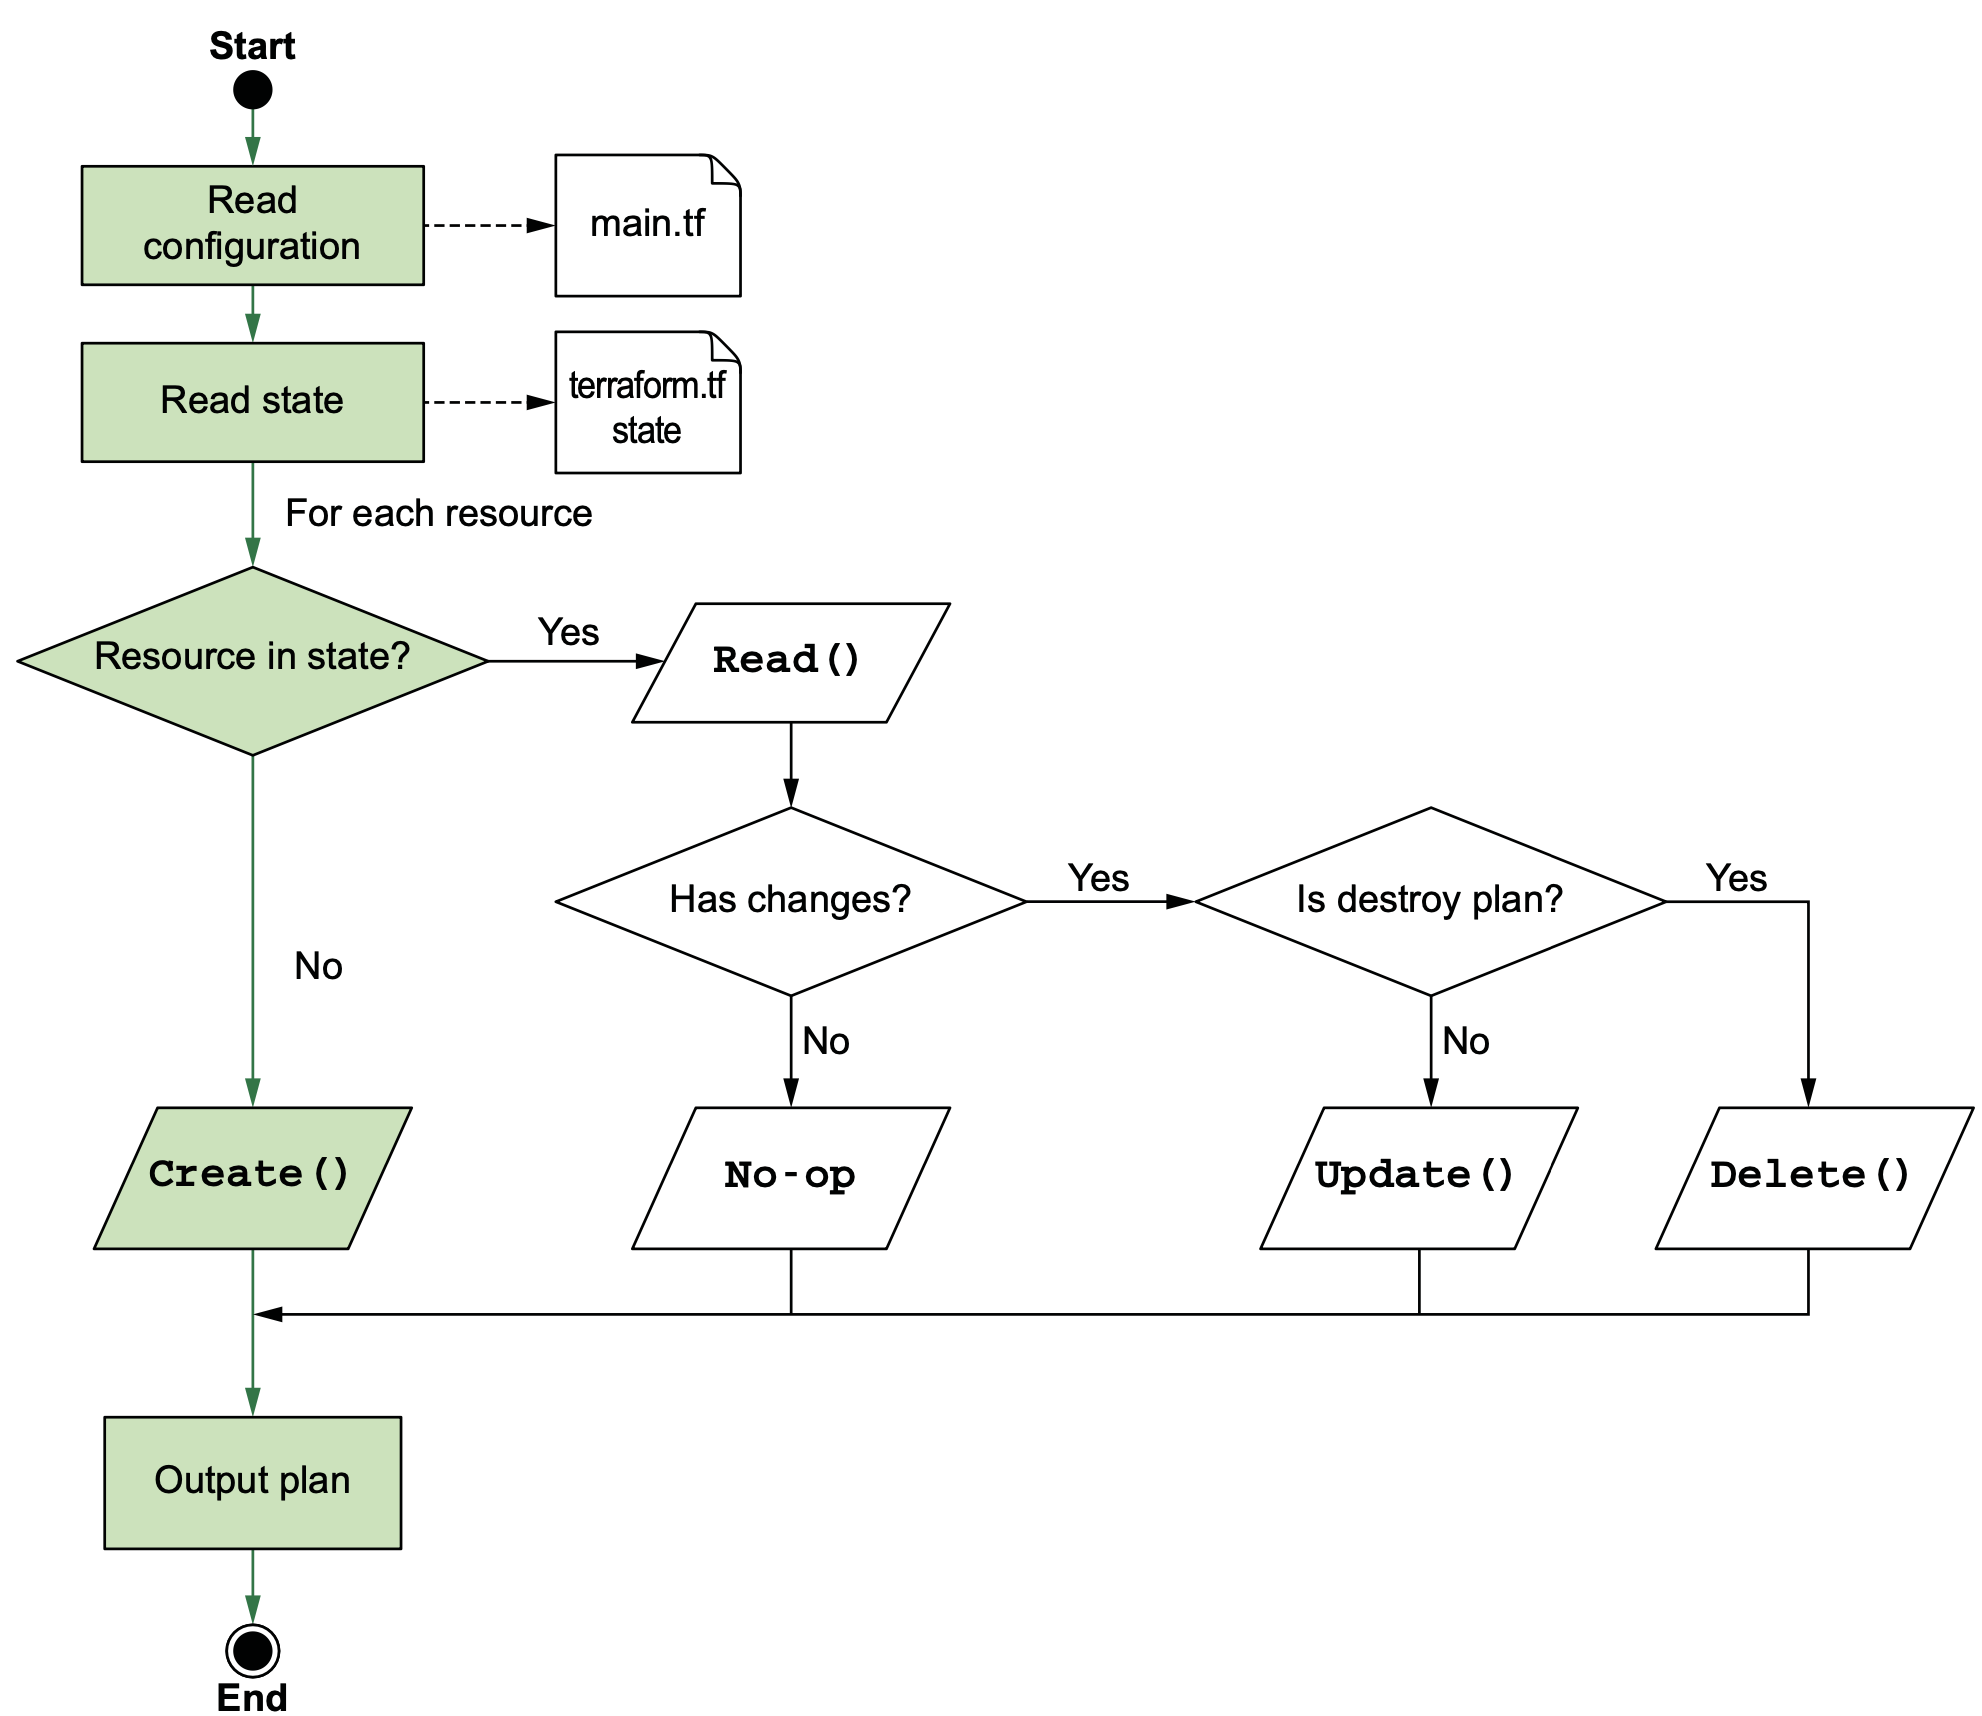 Start
Read
configuration
main.tf
Read state
terraform.tf
state
For each resource
Resource in state?
Yes
Read()
Has changes?
Yes
Is destroy plan?
Yes
No
No
No
Create()
No-op
Update()
Delete()
Output plan
End